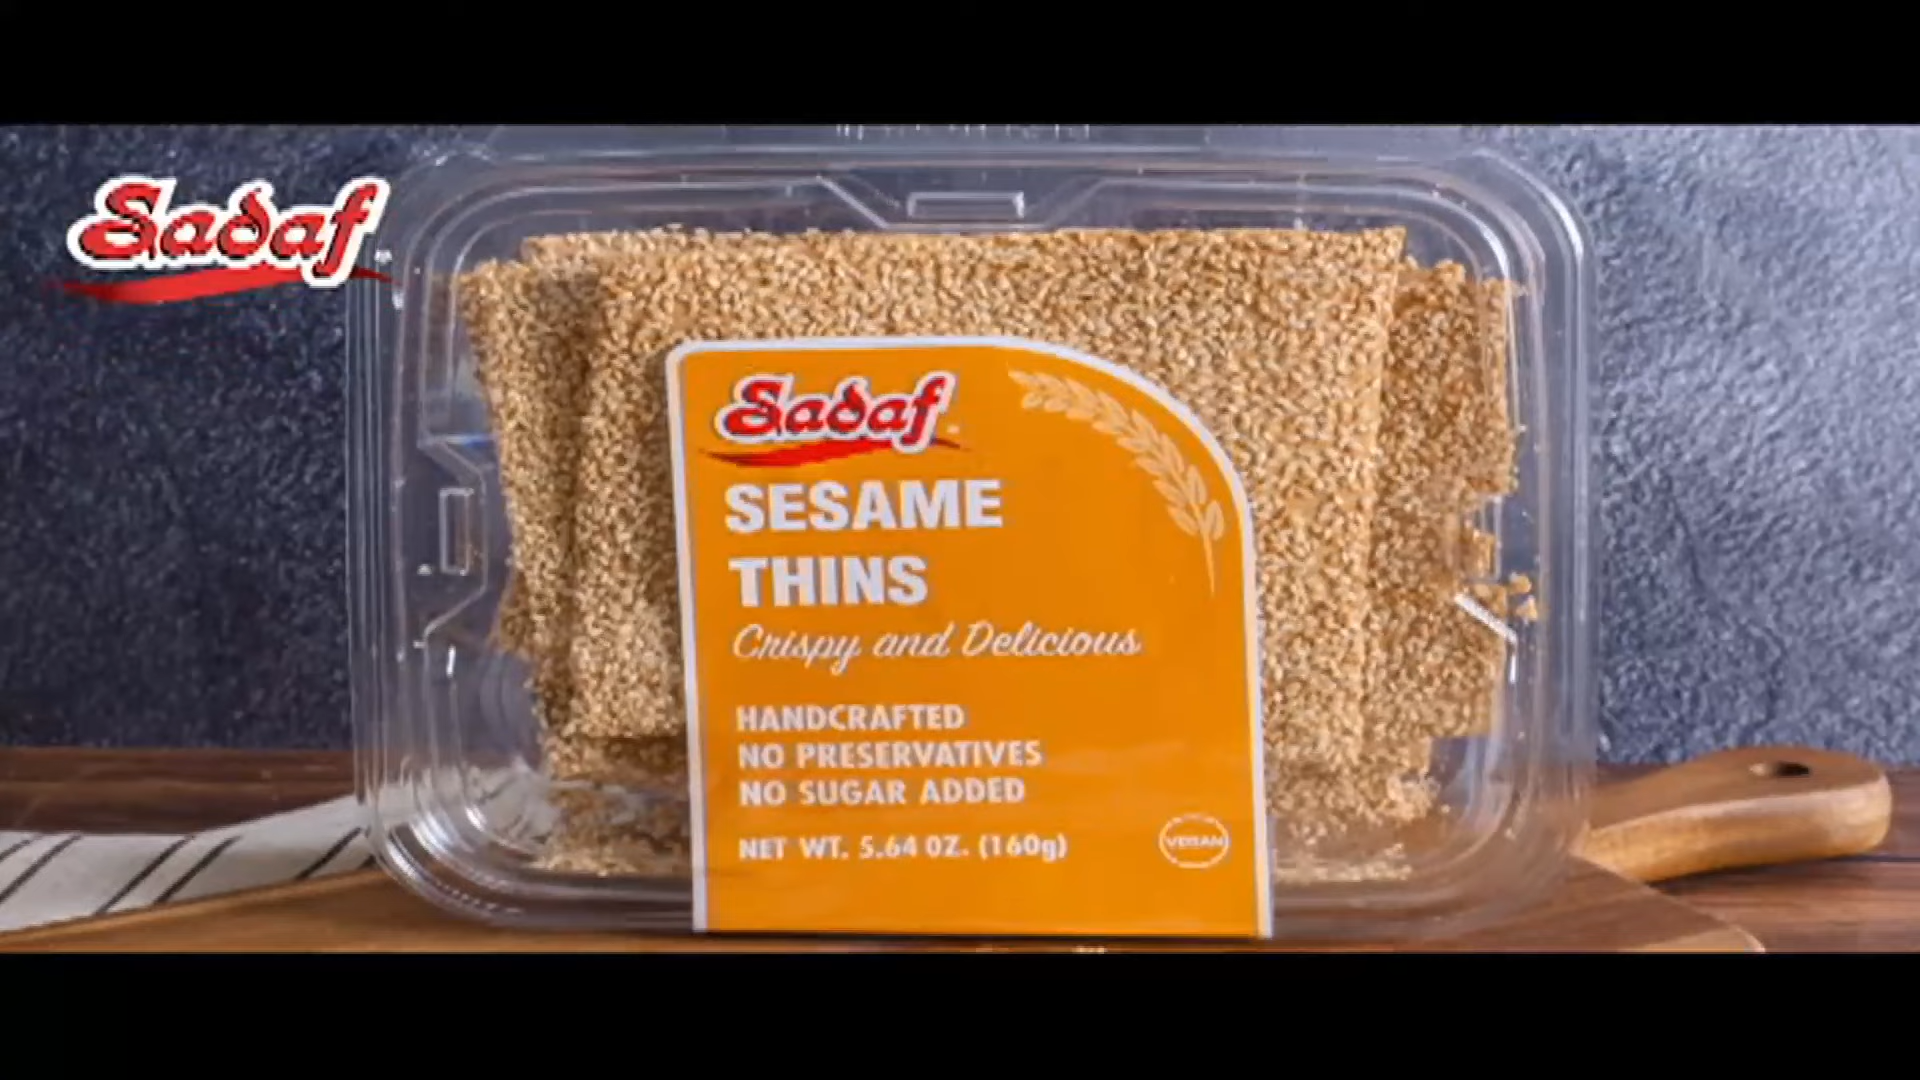 Sadaf
Sadaf
SESAME
THINS
Crispy and Delicious
HANDCRAFTED
NO PRESERVATIVES
NO SUGAR ADDED
NET WT. 5.64 OZ. (160g)
VEGAN